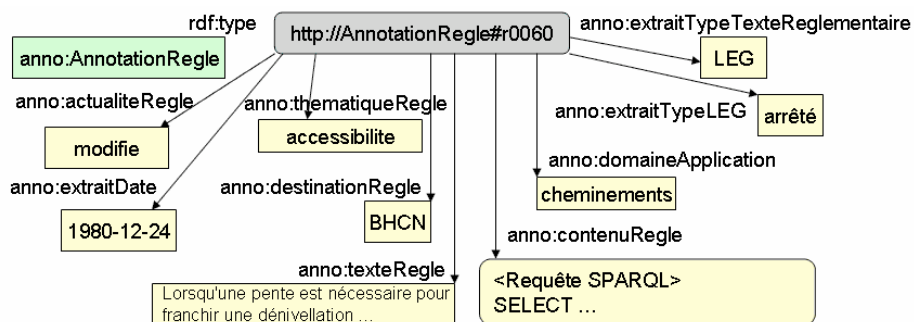 rdf:type
http://AnnotationRegle#r0060
anno:extraitTypeTexteReglementaire
anno:AnnotationRegle
LEG
anno:actualiteRegle
anno:thematiqueRegle
anno:extraitTypeLEG
arrêté
modifie
accessibilite
anno:domaineApplication
anno:extraitDate
anno:destinationRegle
cheminements
1980-12-24
BHCN
anno:contenuRegle
anno:texteRegle
<Requête SPARQL>
SELECT ...
Lorsqu'une pente est nécessaire pour
franchir une dénivellation ...